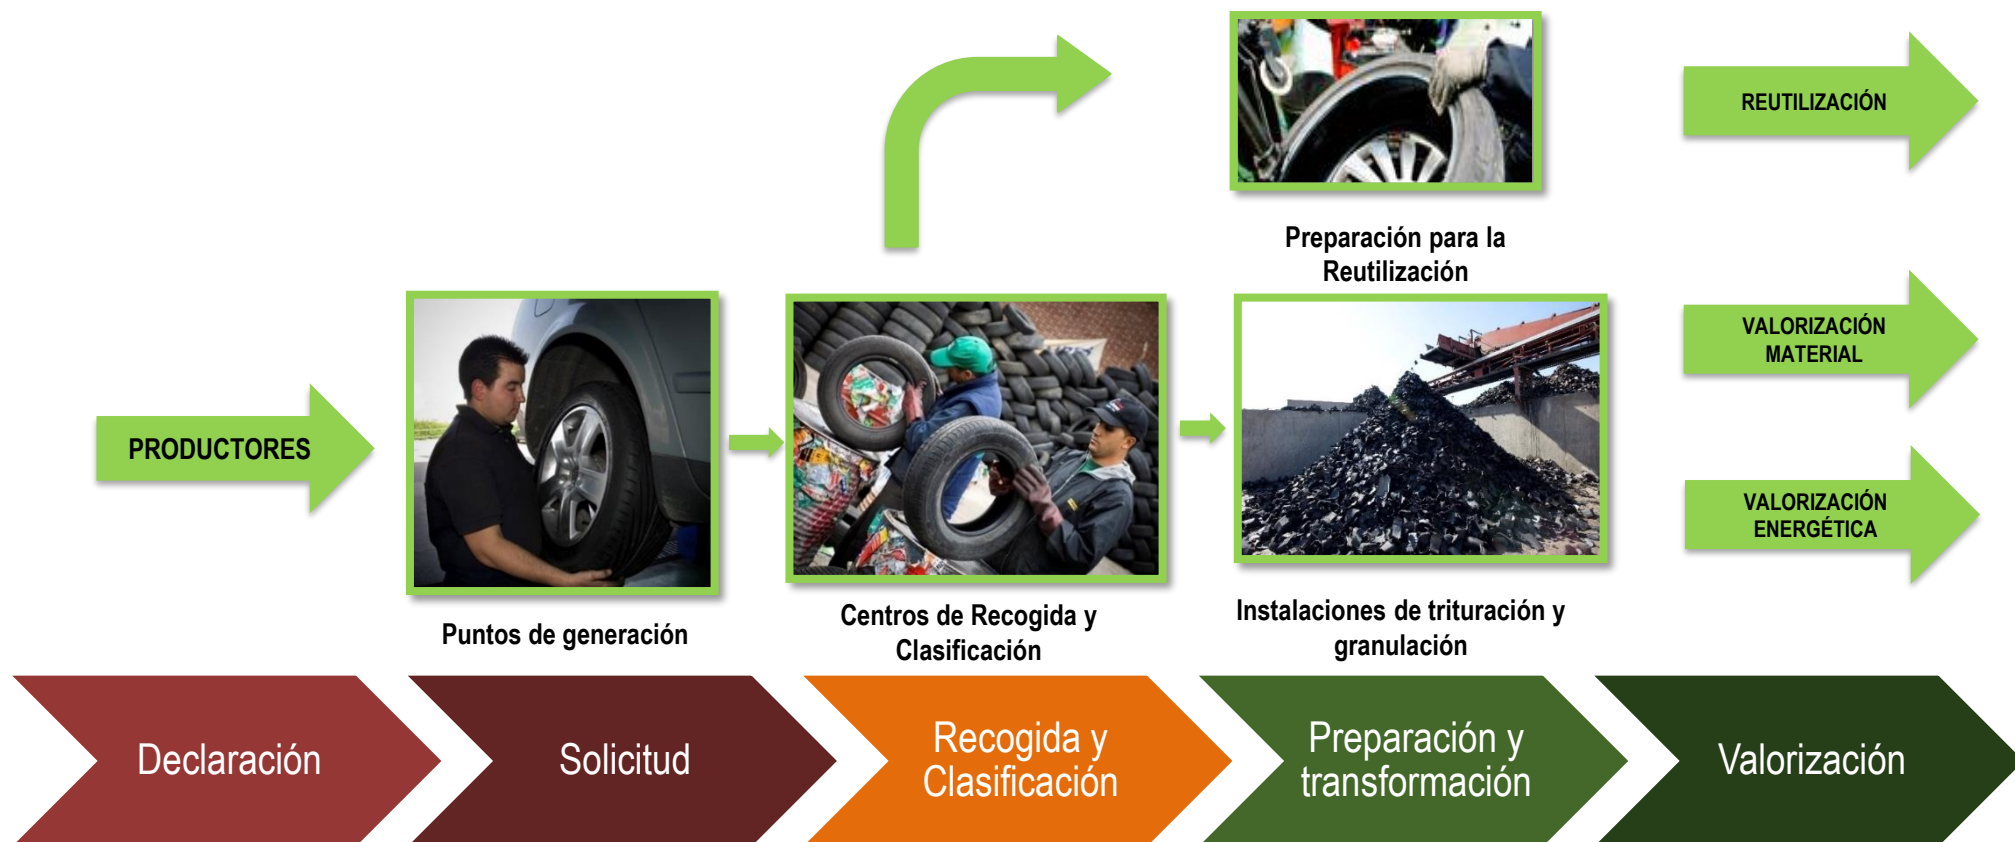 REUTILIZACIÓN
Preparación para la
Reutilización
VALORIZACIÓN
MATERIAL
PRODUCTORES
VALORIZACIÓN
ENERGÉTICA
Puntos de generación
Centros de Recogida y
Clasificación
Instalaciones de trituración y
granulación
Declaración
Solicitud
Recogida y
Clasificación
Preparación y
transformación
Valorización